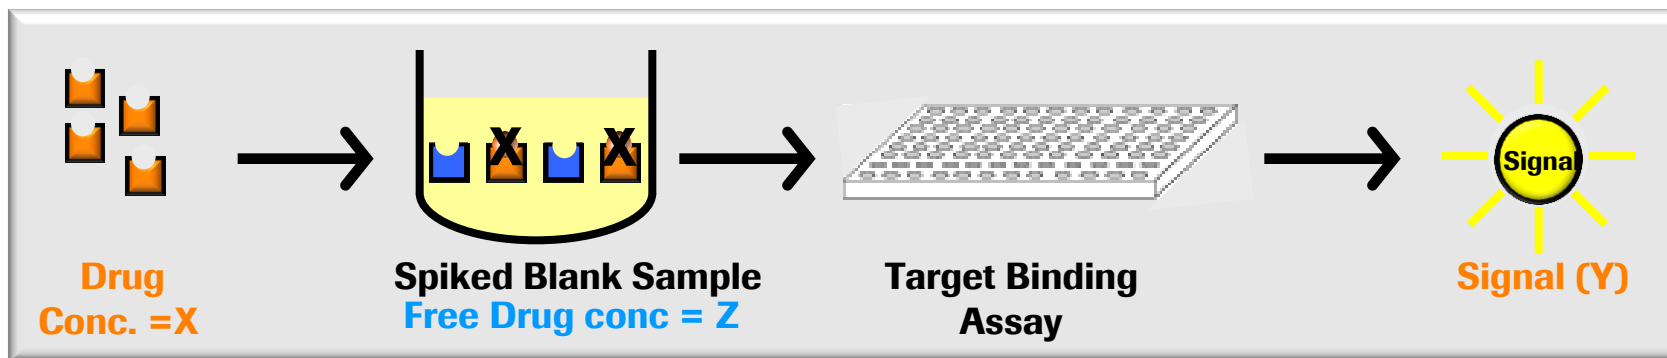 Drug
Conc. =X
X X
Spiked Blank Sample
Free Drug conc = Z
Target Binding
Assay
Signal
Signal (Y)